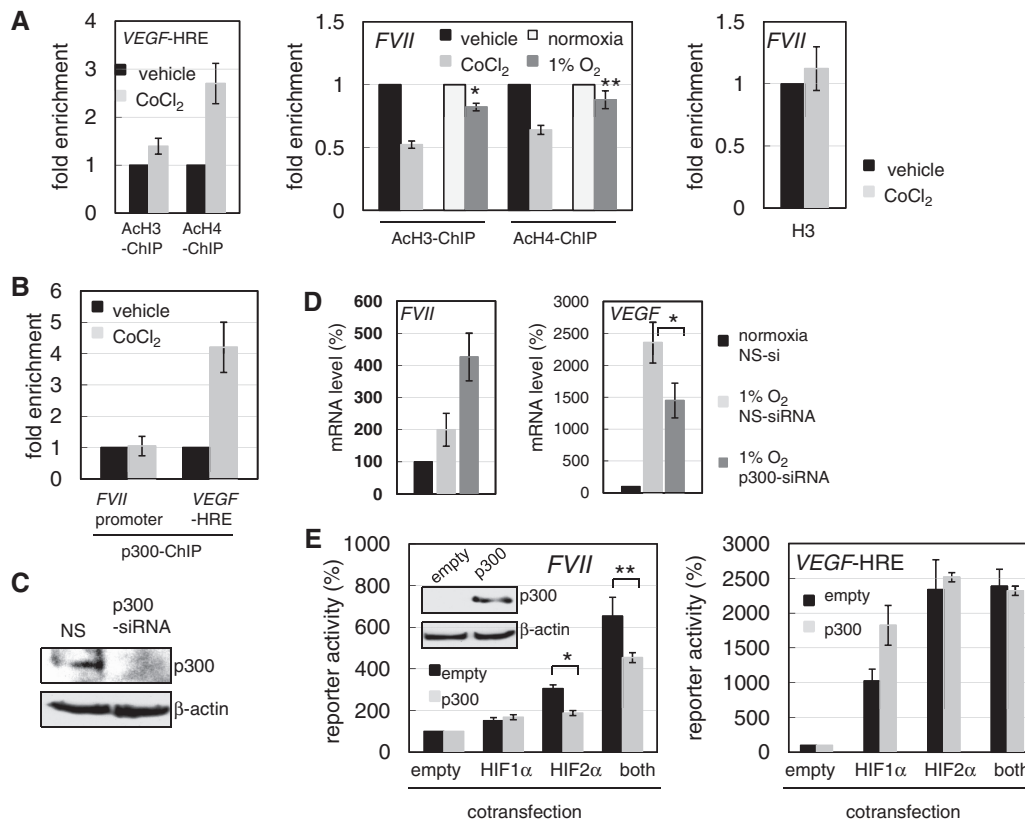 A
fold enrichment
4
3
2
1
0
VEGF-HRE
vehicle
CoCl2
AcH3 -ChIP
AcH4 -ChIP
fold enrichment
1.5
1
0.5
0
FVII
vehicle
normoxia
CoCl2
1% O2
*
**
AcH3-ChIP
AcH4-ChIP
fold enrichment
1.5
1
0.5
0
FVII
H3
vehicle
CoCl2
B
fold enrichment
6
5
4
3
2
1
0
vehicle
CoCl2
FVII promoter
VEGF -HRE
p300-ChIP
C
NS
p300 -siRNA
p300
β-actin
D
mRNA level (%)
600
500
400
300
200
100
0
FVII
mRNA level (%)
3000
2500
2000
1500
1000
500
0
VEGF
*
normoxia
NS-si
1% O2
NS-siRNA
1% O2
p300-siRNA
E
reporter activity (%)
1000
800
600
400
200
0
empty
p300
p300
β-actin
FVII
empty
p300
*
**
empty
HIF1α
HIF2α
both
cotransfection
reporter activity (%)
3000
2500
2000
1500
1000
500
0
VEGF-HRE
empty
p300
empty
HIF1α
HIF2α
both
cotransfection